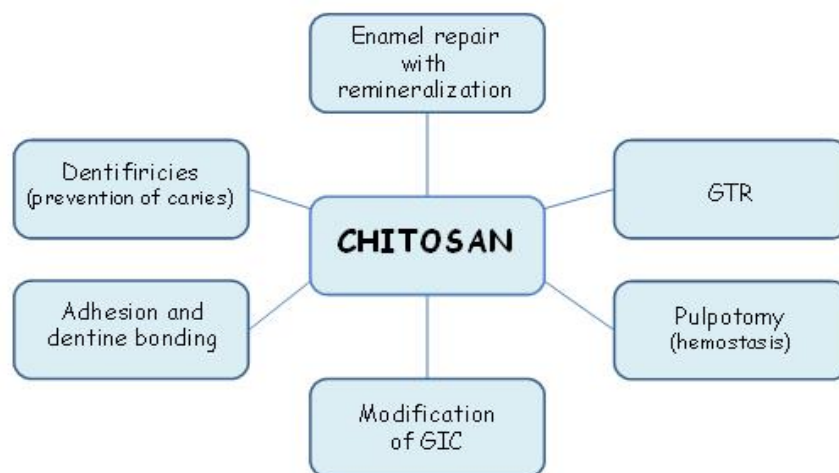 Enamel repair
with
remineralization
Dentifiricies
(prevention of caries)
GTR
CHITOSAN
Adhesion and
dentine bonding
Pulpotomy
(hemostasis)
Modification
of GIC